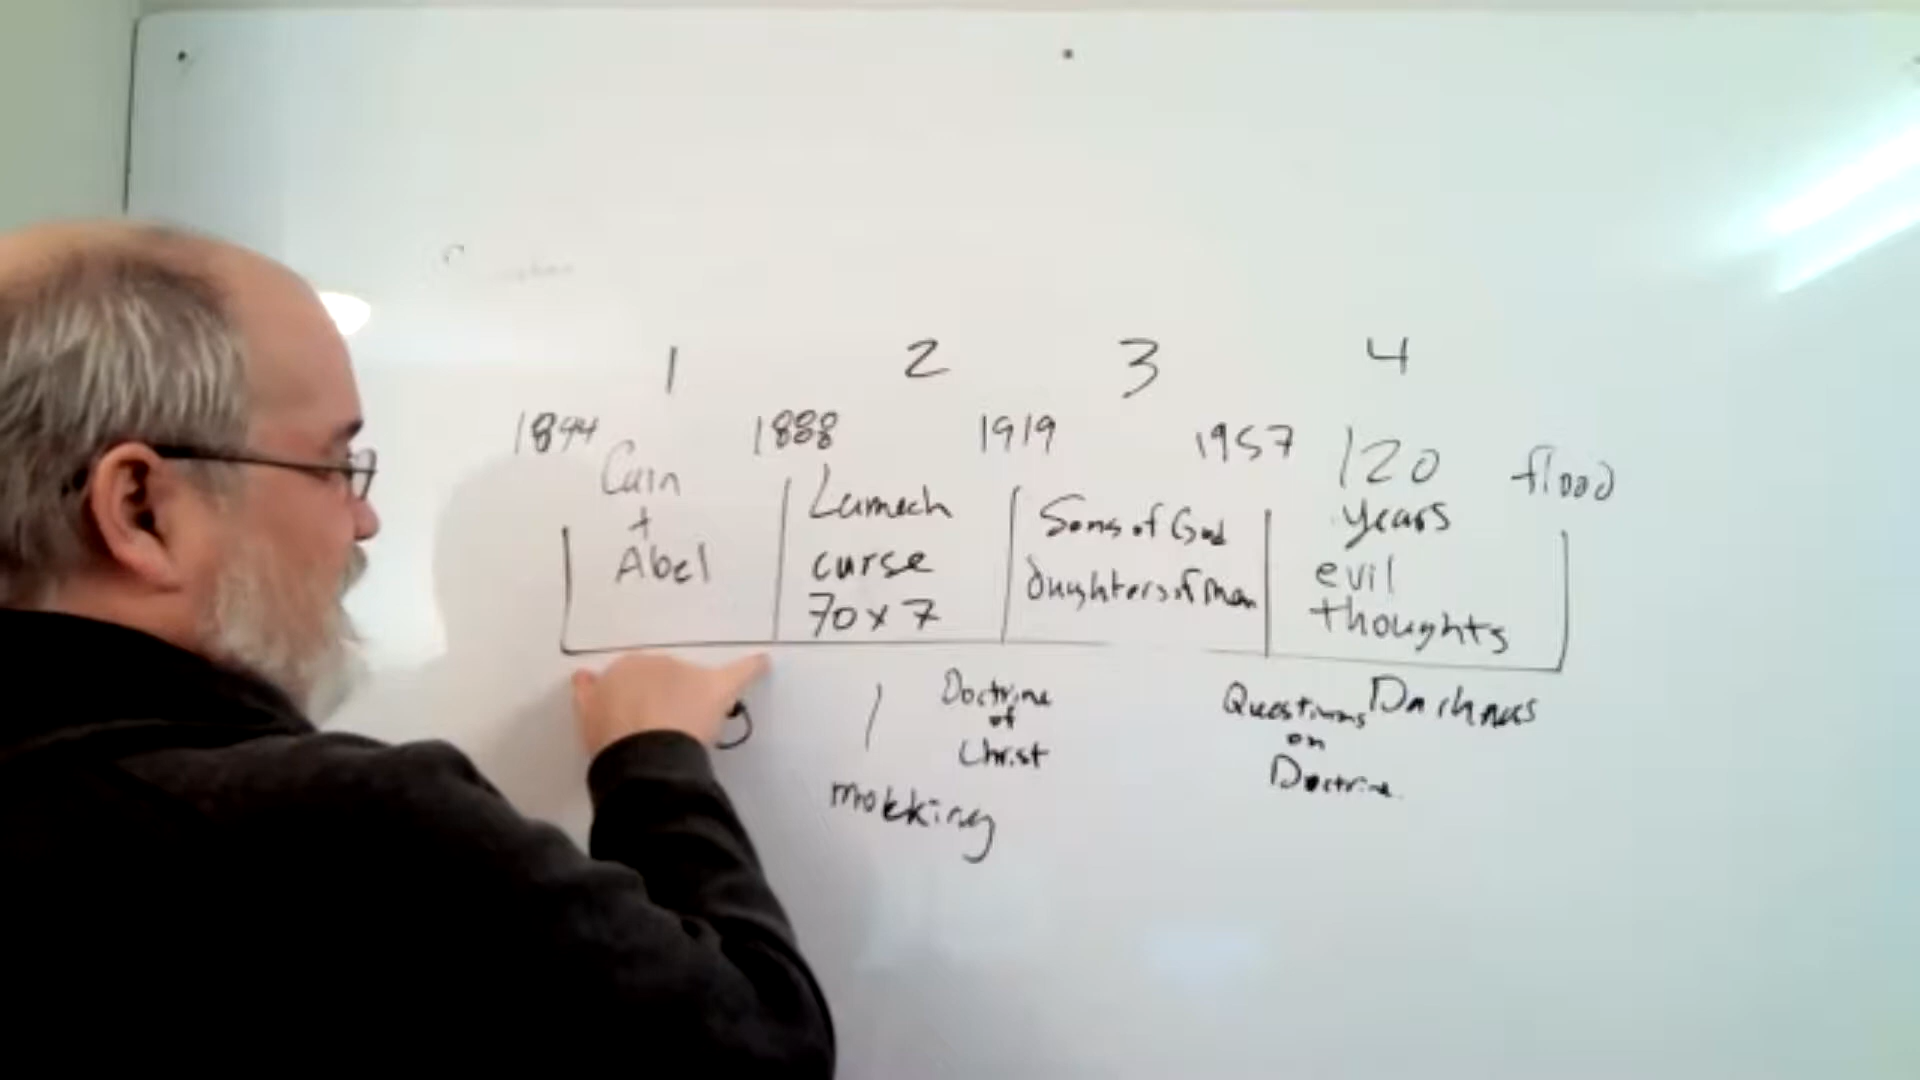 1 2 3 4
1844 1888 1919 1957 120 flood
years
Cain
+
Abel
Lamech
curse
70 x 7
Sons of God
Daughters of Men
evil
thoughts
g
Doctrine
of
Christ
mokking
Questions
on
Doctrine
Darkness